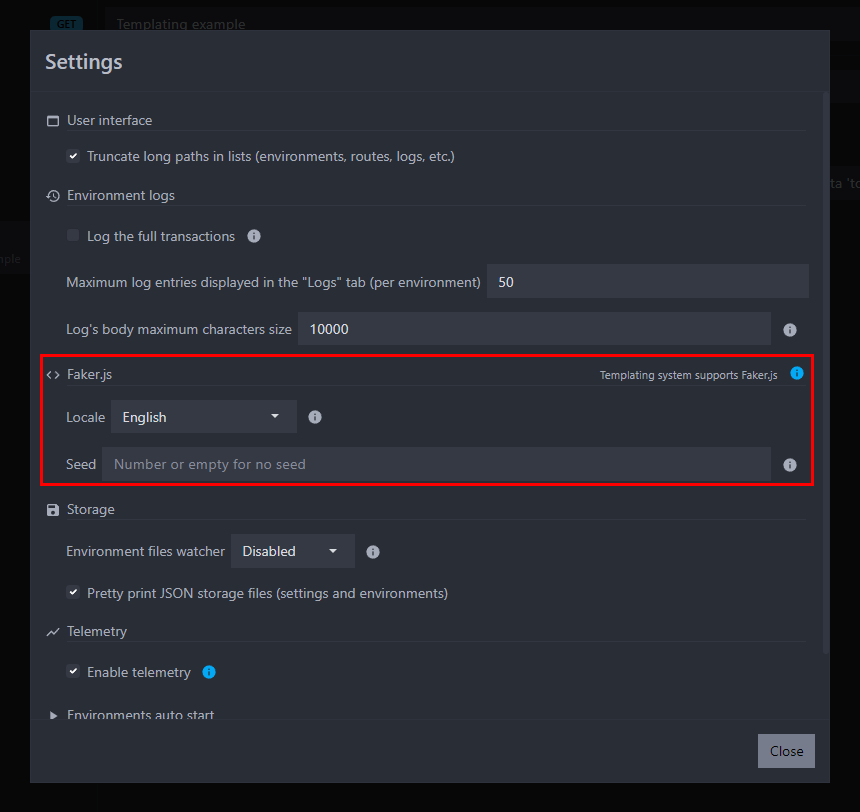 GET Templating example
Settings
User interface
Truncate long paths in lists (environments, routes, logs, etc.)
ta 'to
Environment logs
Log the full transactions
mple
Maximum log entries displayed in the "Logs" tab (per environment) 50
Log's body maximum characters size 10000
Faker.js Templating system supports Faker.js
Locale English
Seed Number or empty for no seed
Storage
Environment files watcher Disabled
Pretty print JSON storage files (settings and environments)
Telemetry
Enable telemetry
Environments auto start
Close